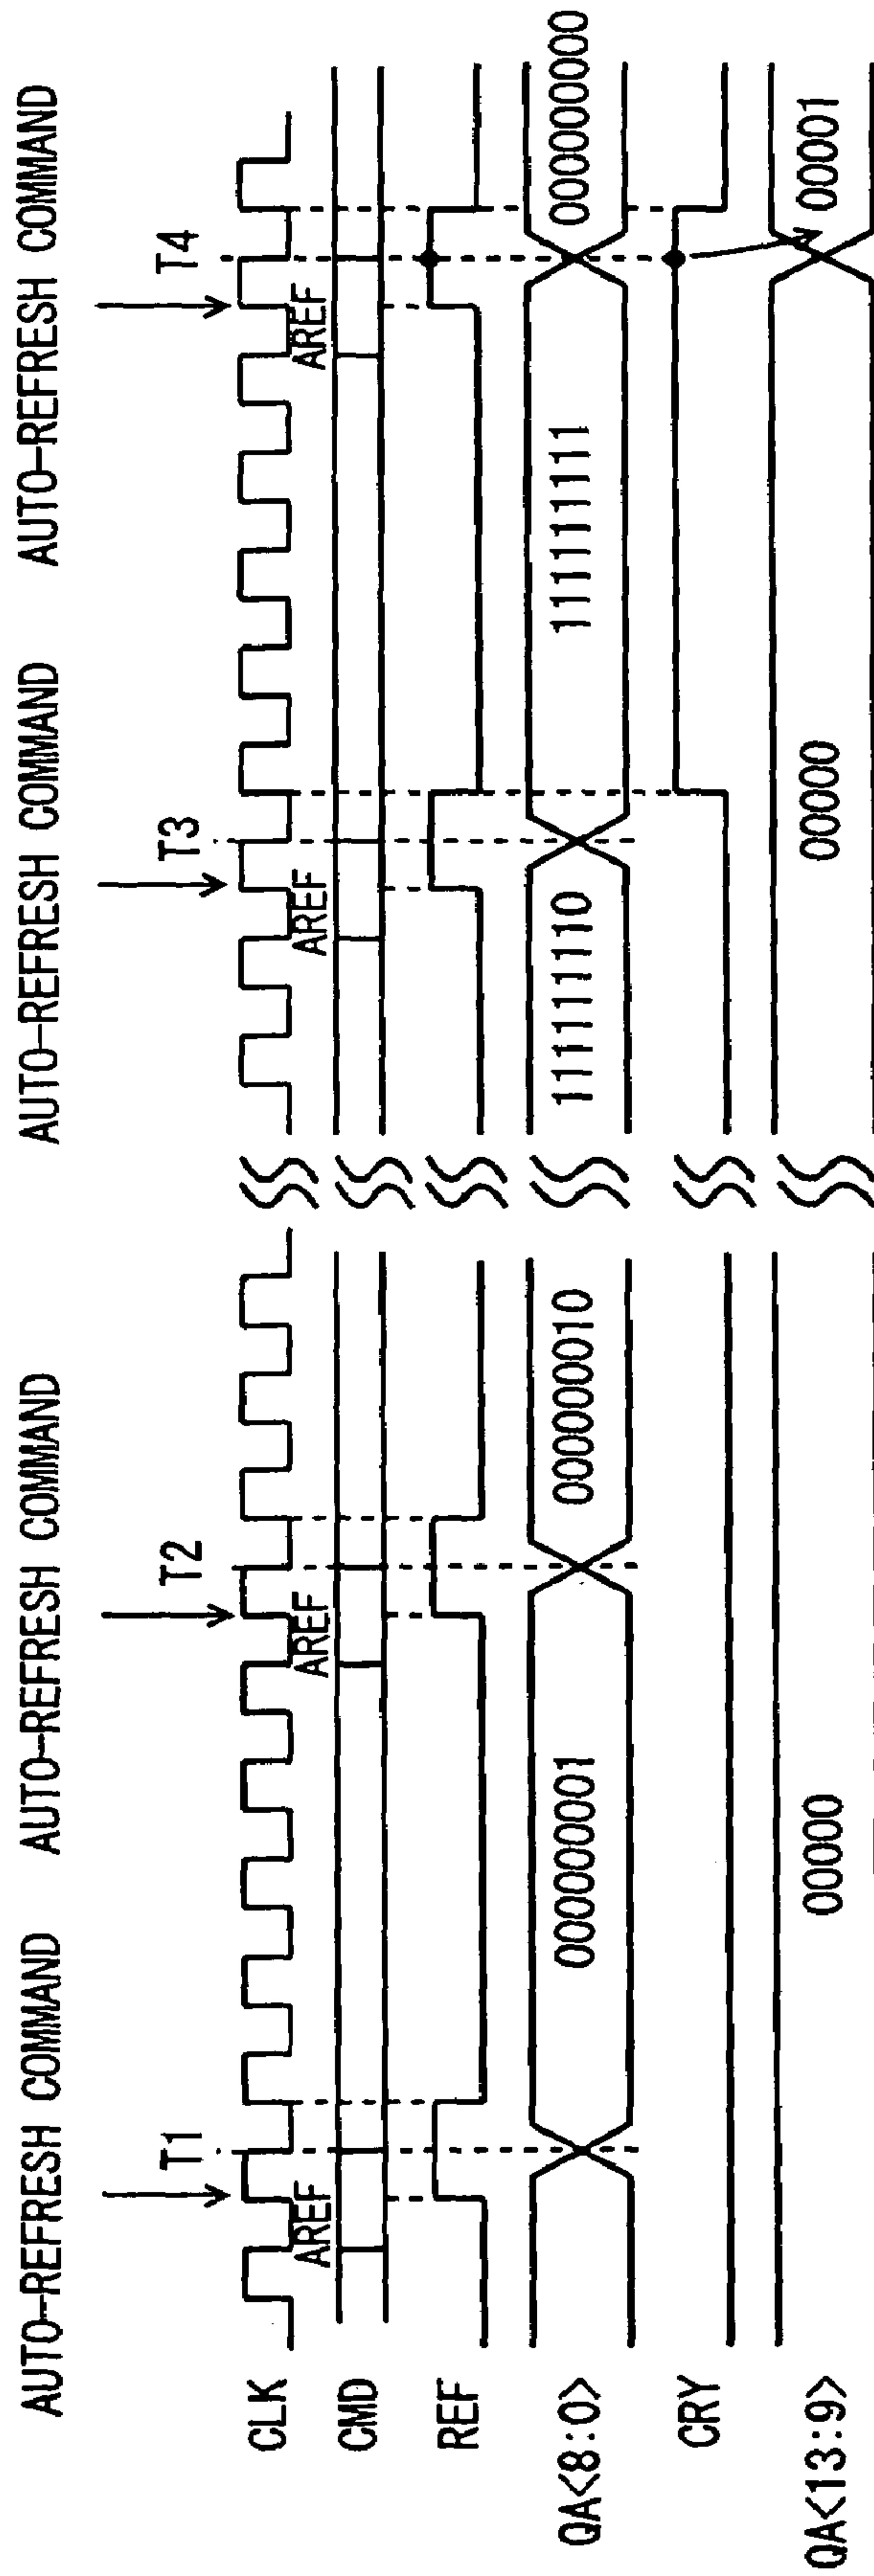 AUTO-REFRESH COMMAND AUTO-REFRESH COMMAND AUTO-REFRESH COMMAND AUTO-REFRESH COMMAND
T1 T2 T3 T4
CLK
AREF AREF AREF AREF
CMD
REF
QA<8:0> 000000001 000000010 111111110 111111111 000000000
CRY
QA<13:9> 00000 00000 00001